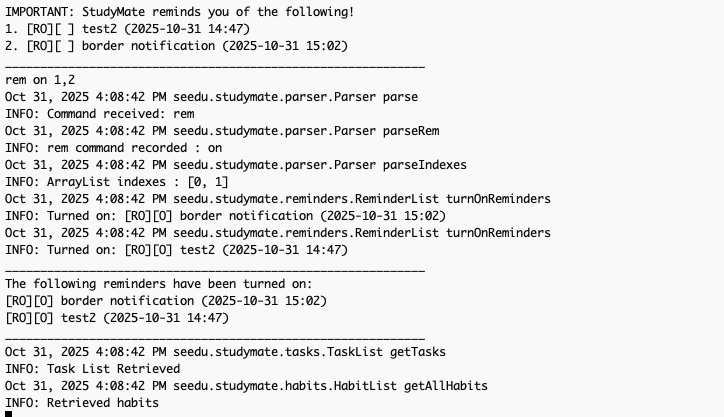 IMPORTANT: StudyMate reminds you of the following!
1. [RO][ ] test2 (2025-10-31 14:47)
2. [RO][ ] border notification (2025-10-31 15:02)
____________________________________________________________
rem on 1,2
Oct 31, 2025 4:08:42 PM seedu.studymate.parser.Parser parse
INFO: Command received: rem
Oct 31, 2025 4:08:42 PM seedu.studymate.parser.Parser parseRem
INFO: rem command recorded : on
Oct 31, 2025 4:08:42 PM seedu.studymate.parser.Parser parseIndexes
INFO: ArrayList indexes : [0, 1]
Oct 31, 2025 4:08:42 PM seedu.studymate.reminders.ReminderList turnOnReminders
INFO: Turned on: [RO][O] border notification (2025-10-31 15:02)
Oct 31, 2025 4:08:42 PM seedu.studymate.reminders.ReminderList turnOnReminders
INFO: Turned on: [RO][O] test2 (2025-10-31 14:47)
____________________________________________________________
The following reminders have been turned on:
[RO][O] border notification (2025-10-31 15:02)
[RO][O] test2 (2025-10-31 14:47)
____________________________________________________________
Oct 31, 2025 4:08:42 PM seedu.studymate.tasks.TaskList getTasks
INFO: Task List Retrieved
Oct 31, 2025 4:08:42 PM seedu.studymate.habits.HabitList getAllHabits
INFO: Retrieved habits